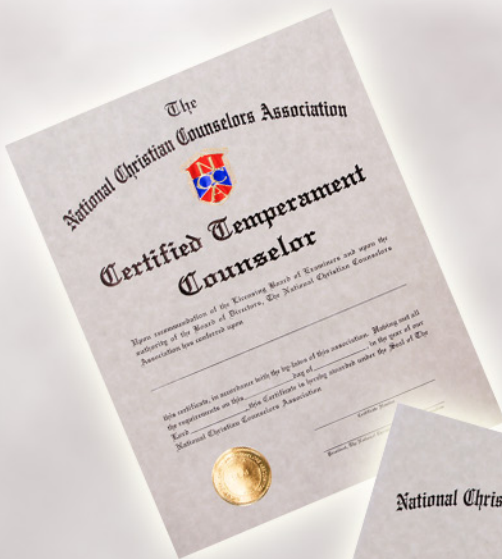 The
National Christian Counselors Association
N
C C
A
Certified Temperament
Counselor
Upon recommendation of the Licensing Board of Examiners and upon the
authority of the Board of Directors, The National Christian Counselors
Association has conferred upon
this certificate, in accordance with the by-laws of this association. Having met all
the requirements on this day of , in the year of our
Lord this Certificate is hereby awarded under the Seal of The
National Christian Counselors Association
President, The National
National Chris